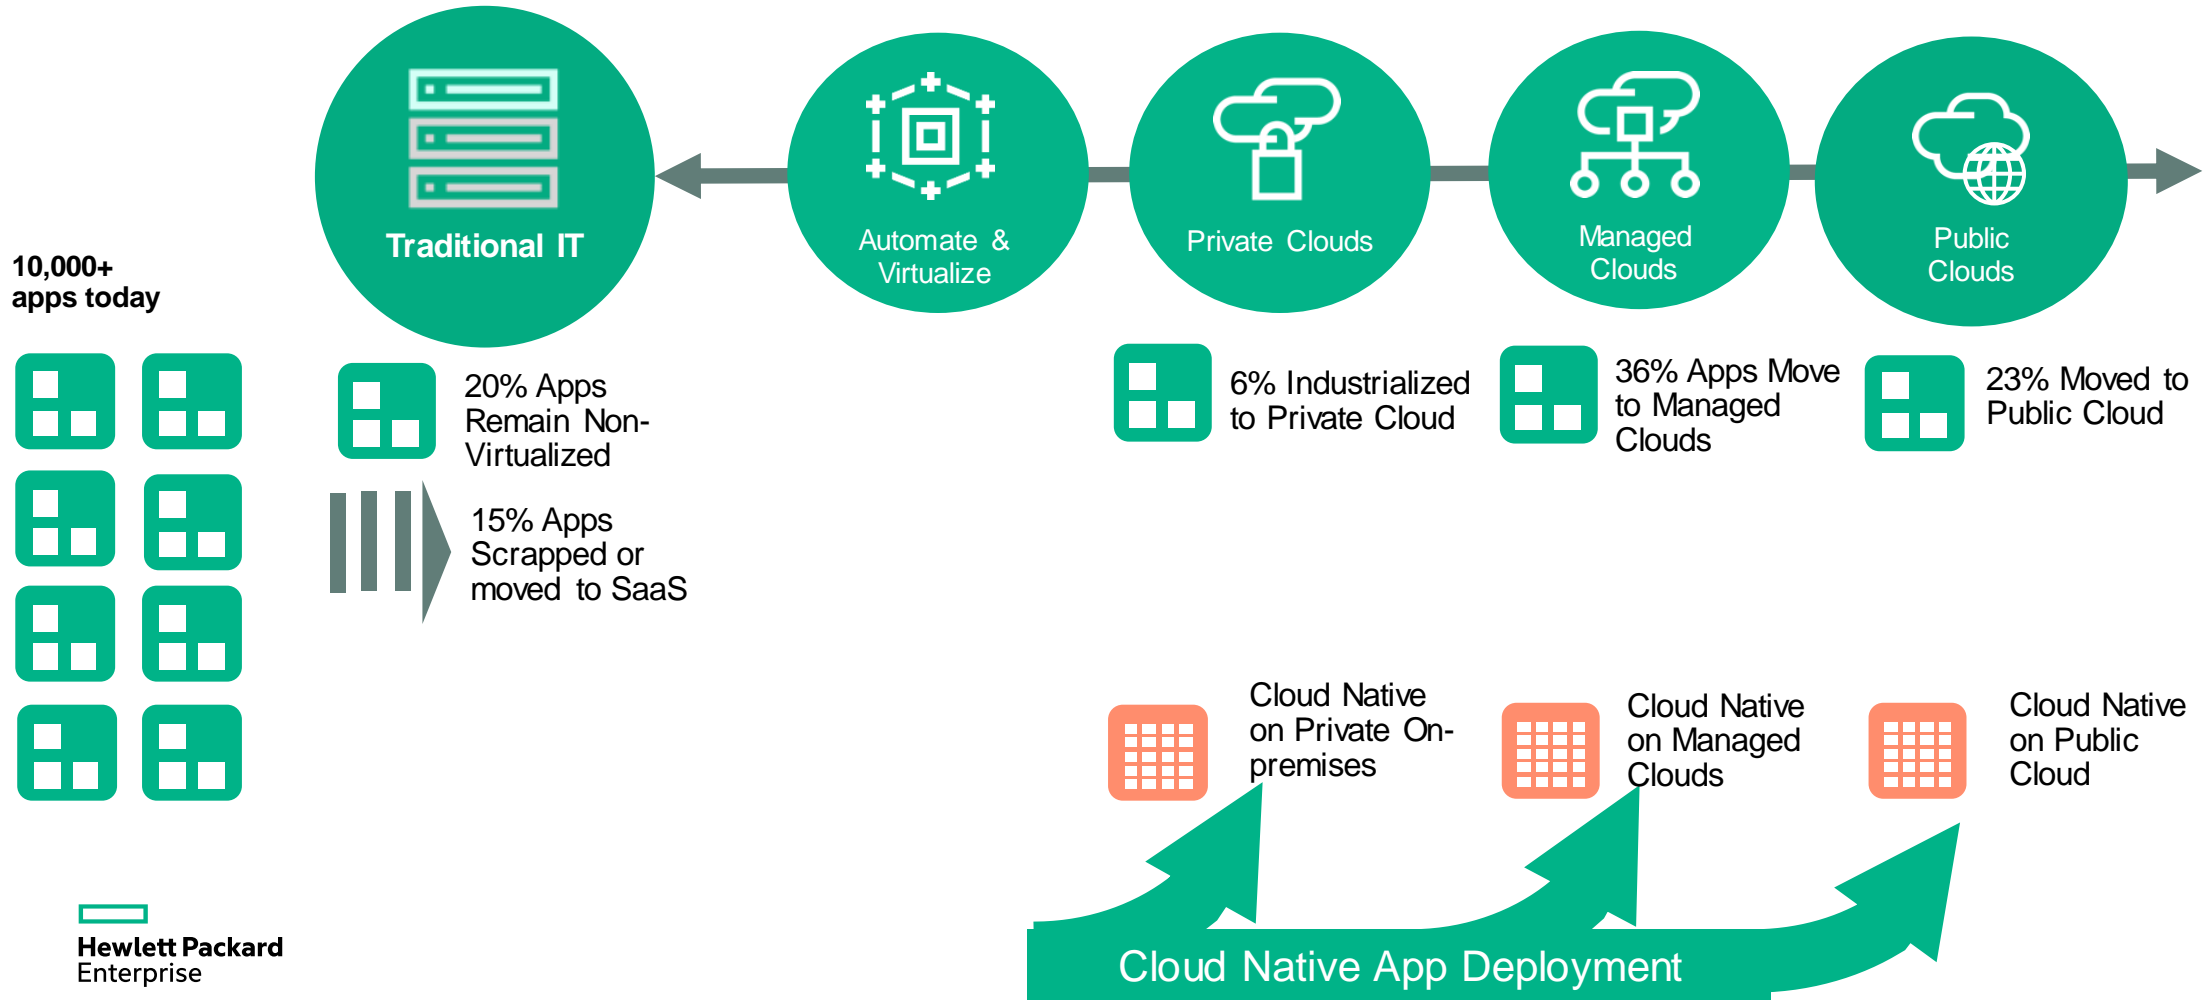 Traditional IT
Automate &
Virtualize
Private Clouds
Managed
Clouds
Public
Clouds
10,000+
apps today
20% Apps
Remain Non-
Virtualized
6% Industrialized
to Private Cloud
36% Apps Move
to Managed
Clouds
23% Moved to
Public Cloud
15% Apps
Scrapped or
moved to SaaS
Cloud Native
on Private On-
premises
Cloud Native
on Managed
Clouds
Cloud Native
on Public
Cloud
Cloud Native App Deployment
Hewlett Packard
Enterprise